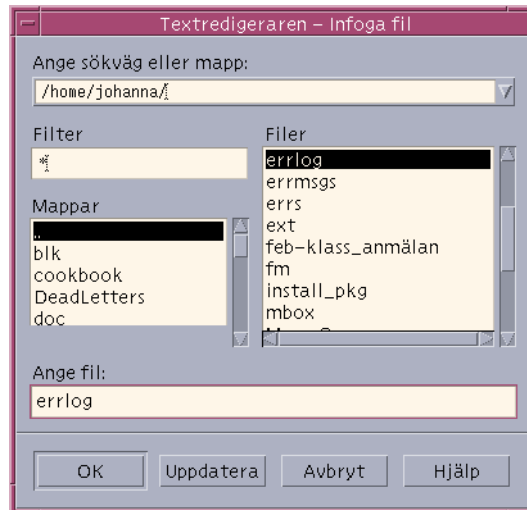 Textredigeraren – Infoga fil
Ange sökväg eller mapp:
/home/johanna/
Filter
*
Mappar
..
blk
cookbook
DeadLetters
doc
Filer
errlog
errmsgs
errs
ext
feb-klass_anmälan
fm
install_pkg
mbox
Ange fil:
errlog
OK
Uppdatera
Avbryt
Hjälp